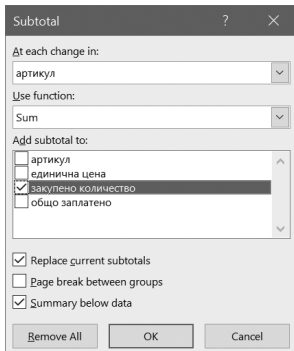 Subtotal ? ×
At each change in:
артикул
Use function:
Sum
Add subtotal to:
артикул
единична цена
закупено количество
общо заплатено
Replace current subtotals
Page break between groups
Summary below data
Remove All OK Cancel